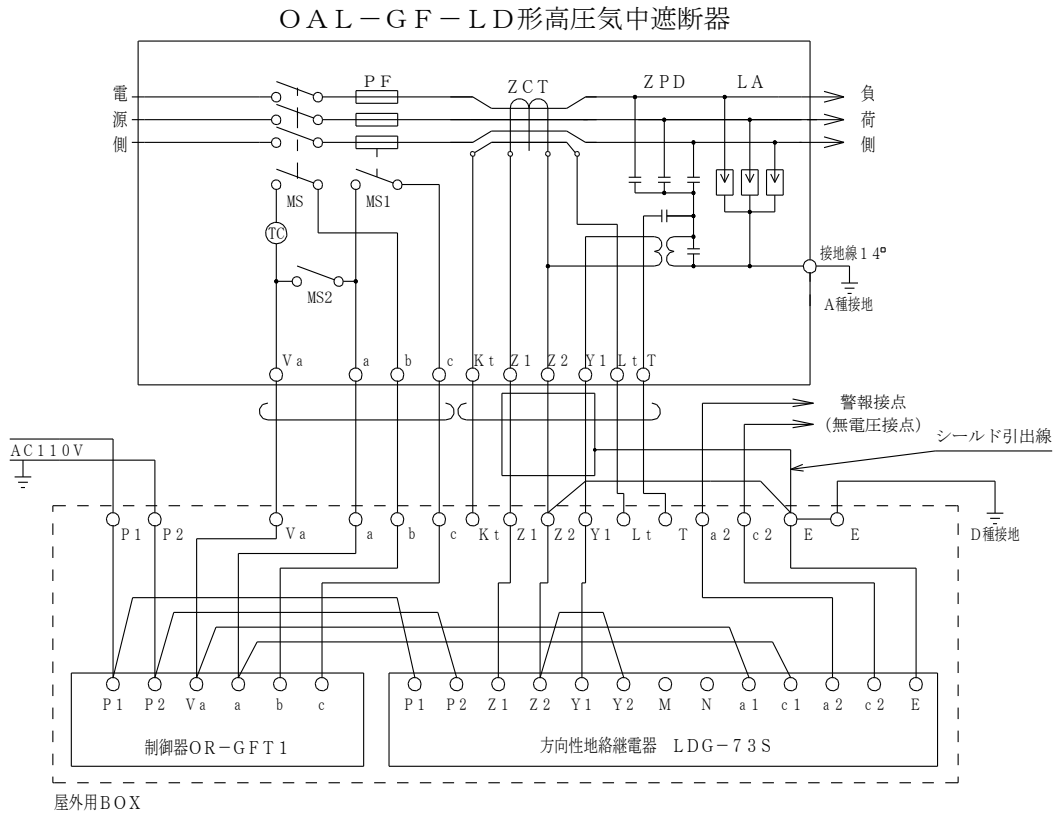 OAL－GF－LD形高圧気中遮断器
PF ZCT ZPD LA
電源側
負荷側
MS MS1
TC
MS2
接地線14□
A種接地
Va a b c Kt Z1 Z2 Y1 Lt T
警報接点
(無電圧接点)
シールド引出線
AC110V
P1 P2 Va a b c Kt Z1 Z2 Y1 Lt T a2 c2 E E
D種接地
P1 P2 Va a b c
P1 P2 Z1 Z2 Y1 Y2 M N a1 c1 a2 c2 E
制御器OR－GFT1
方向性地絡継電器 LDG－73S
屋外用BOX